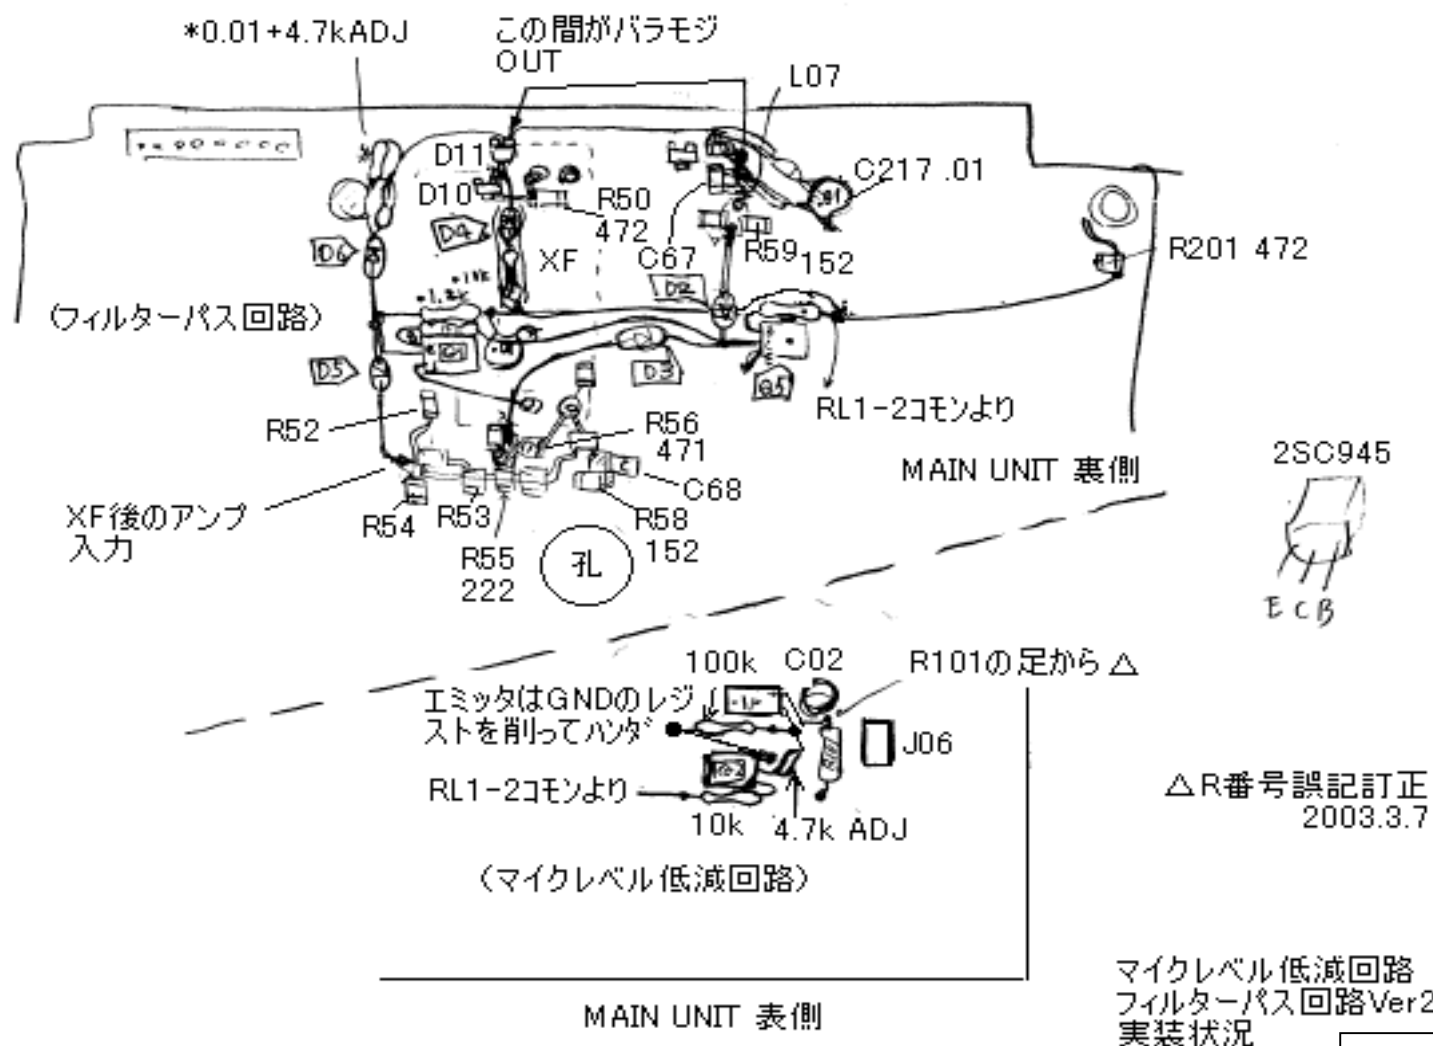 *0.01+4.7kADJ
この間がバラモジ
OUT
L07
D11
D10
C217 .01
.01
R50
472
D6
D4
XF
C67
R59 152
R201 472
D2
*1.2k
(フィルターパス回路)
D5
D3
Q5
RL1-2コモンより
R52
R56
471
MAIN UNIT 裏側
2SC945
C68
XF後のアンプ
入力
R54
R53
R58
152
R55
222
孔
E C B
100k
C02
R101の足から △
エミッタはGNDのレジ
ストを削ってハンダ
J06
RL1-2コモンより
10k
4.7k ADJ
△R番号誤記訂正
2003.3.7
(マイクレベル低減回路)
MAIN UNIT 表側
マイクレベル低減回路
フィルターパス回路Ver2
実装状況